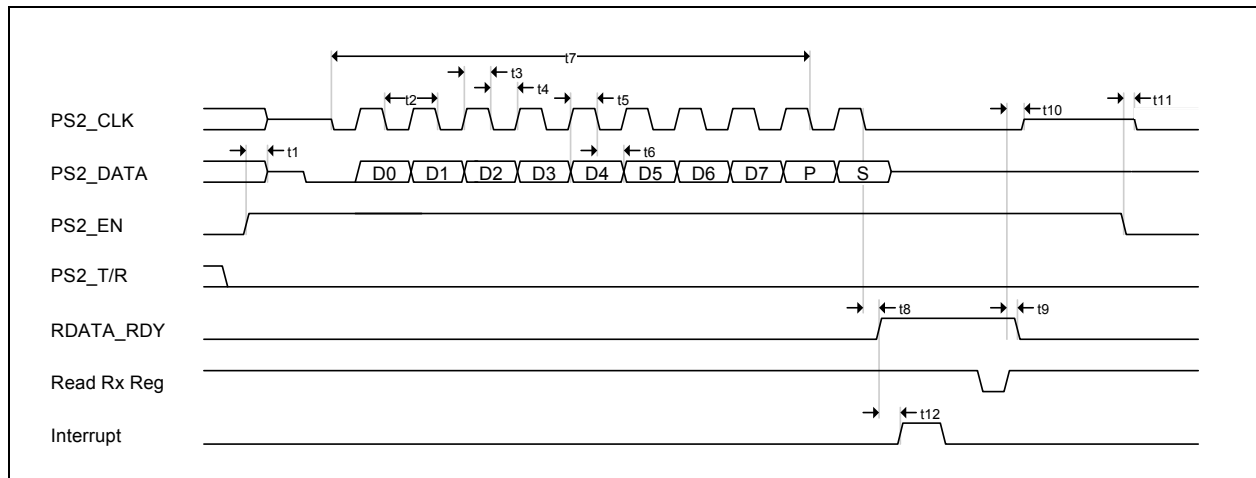 t7
t3
t2
t4
t5
t10
t11
PS2_CLK
t1
t6
PS2_DATA
D0 D1 D2 D3 D4 D5 D6 D7 P S
PS2_EN
PS2_T/R
t8
t9
RDATA_RDY
Read Rx Reg
t12
Interrupt